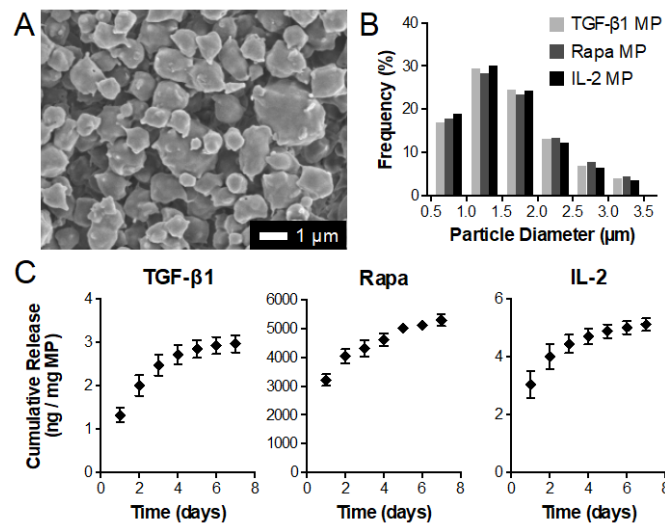 A
1 μm
B
TGF-β1 MP
Rapa MP
IL-2 MP
Frequency (%)
40
30
20
10
0
0.5 1.0 1.5 2.0 2.5 3.0 3.5
Particle Diameter (μm)
C
Cumulative Release
(ng / mg MP)
TGF-β1
4
3
2
1
0
0 2 4 6 8
Time (days)
Rapa
6000
5000
4000
3000
2000
1000
0
0 2 4 6 8
Time (days)
IL-2
6
4
2
0
0 2 4 6 8
Time (days)